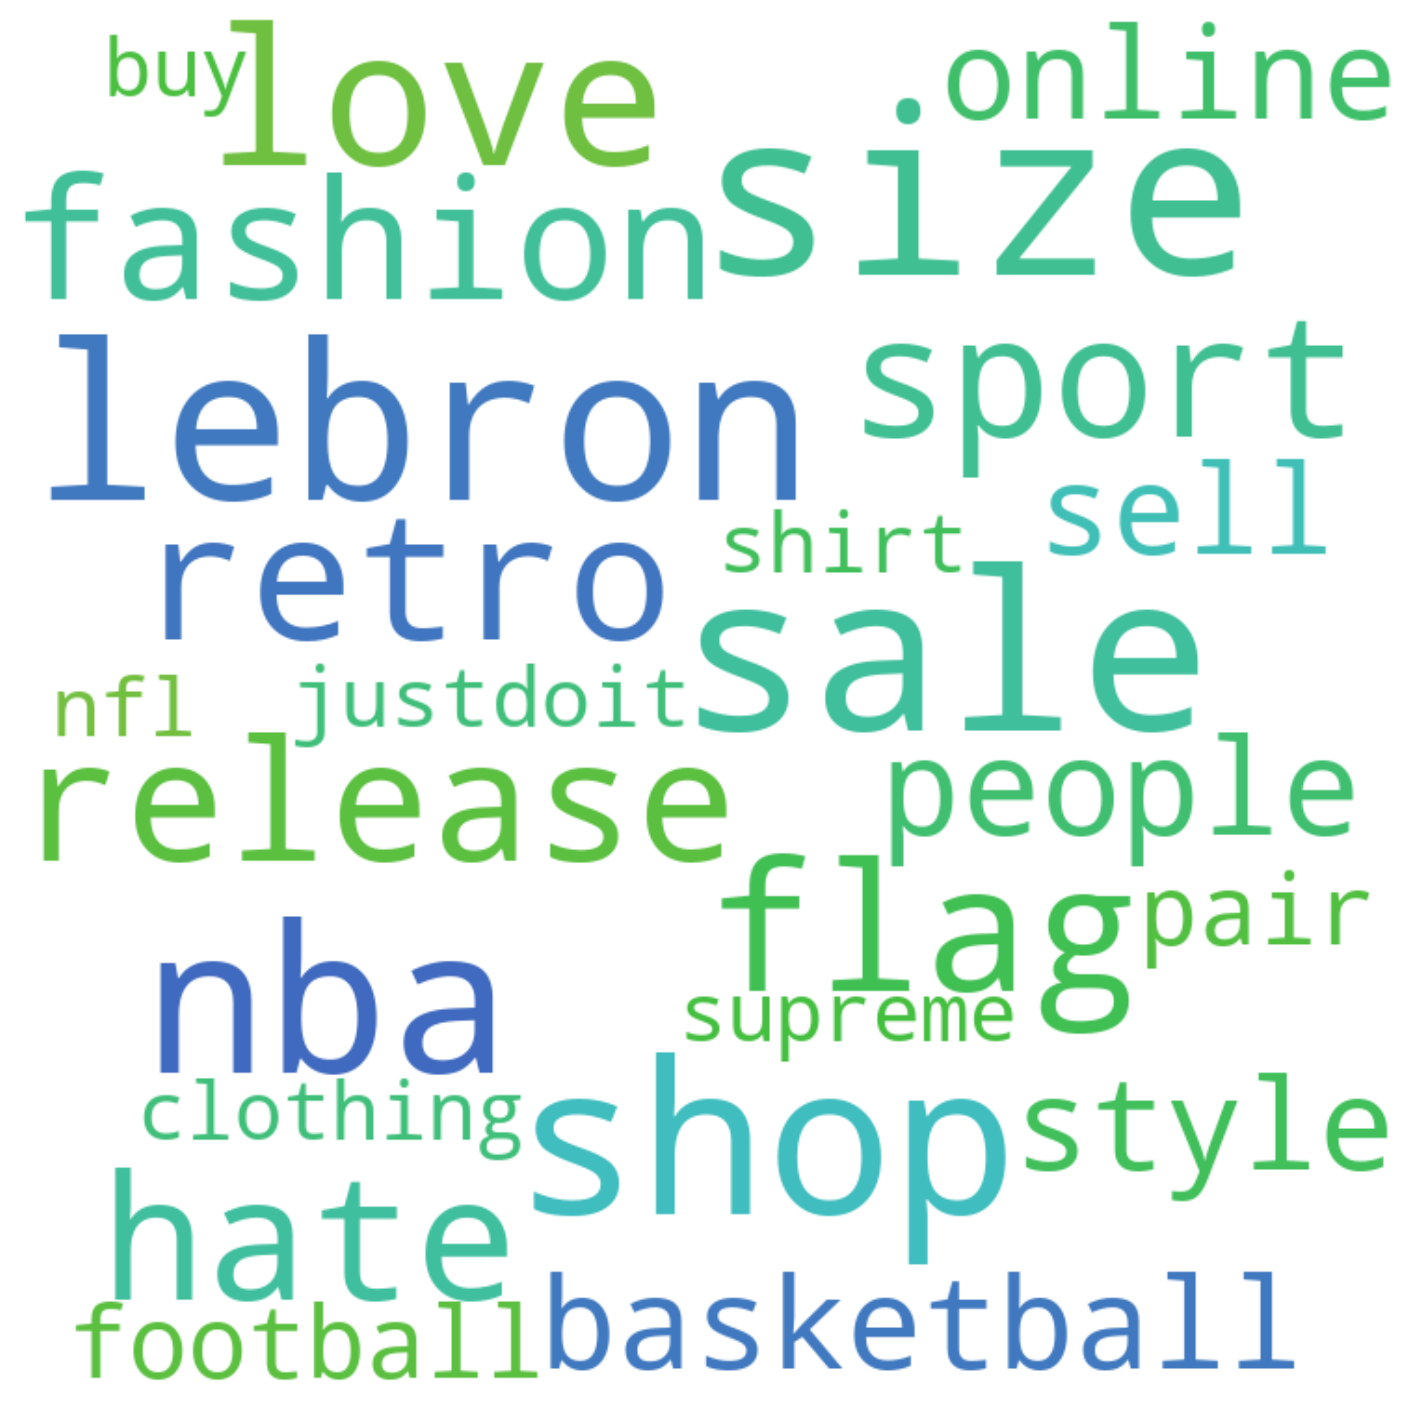 buy
love
online
size
fashion
lebron
sport
sell
retro
shirt
sale
nfl
justdoit
release
people
flag
pair
nba
supreme
clothing
shop
style
hate
football
basketball